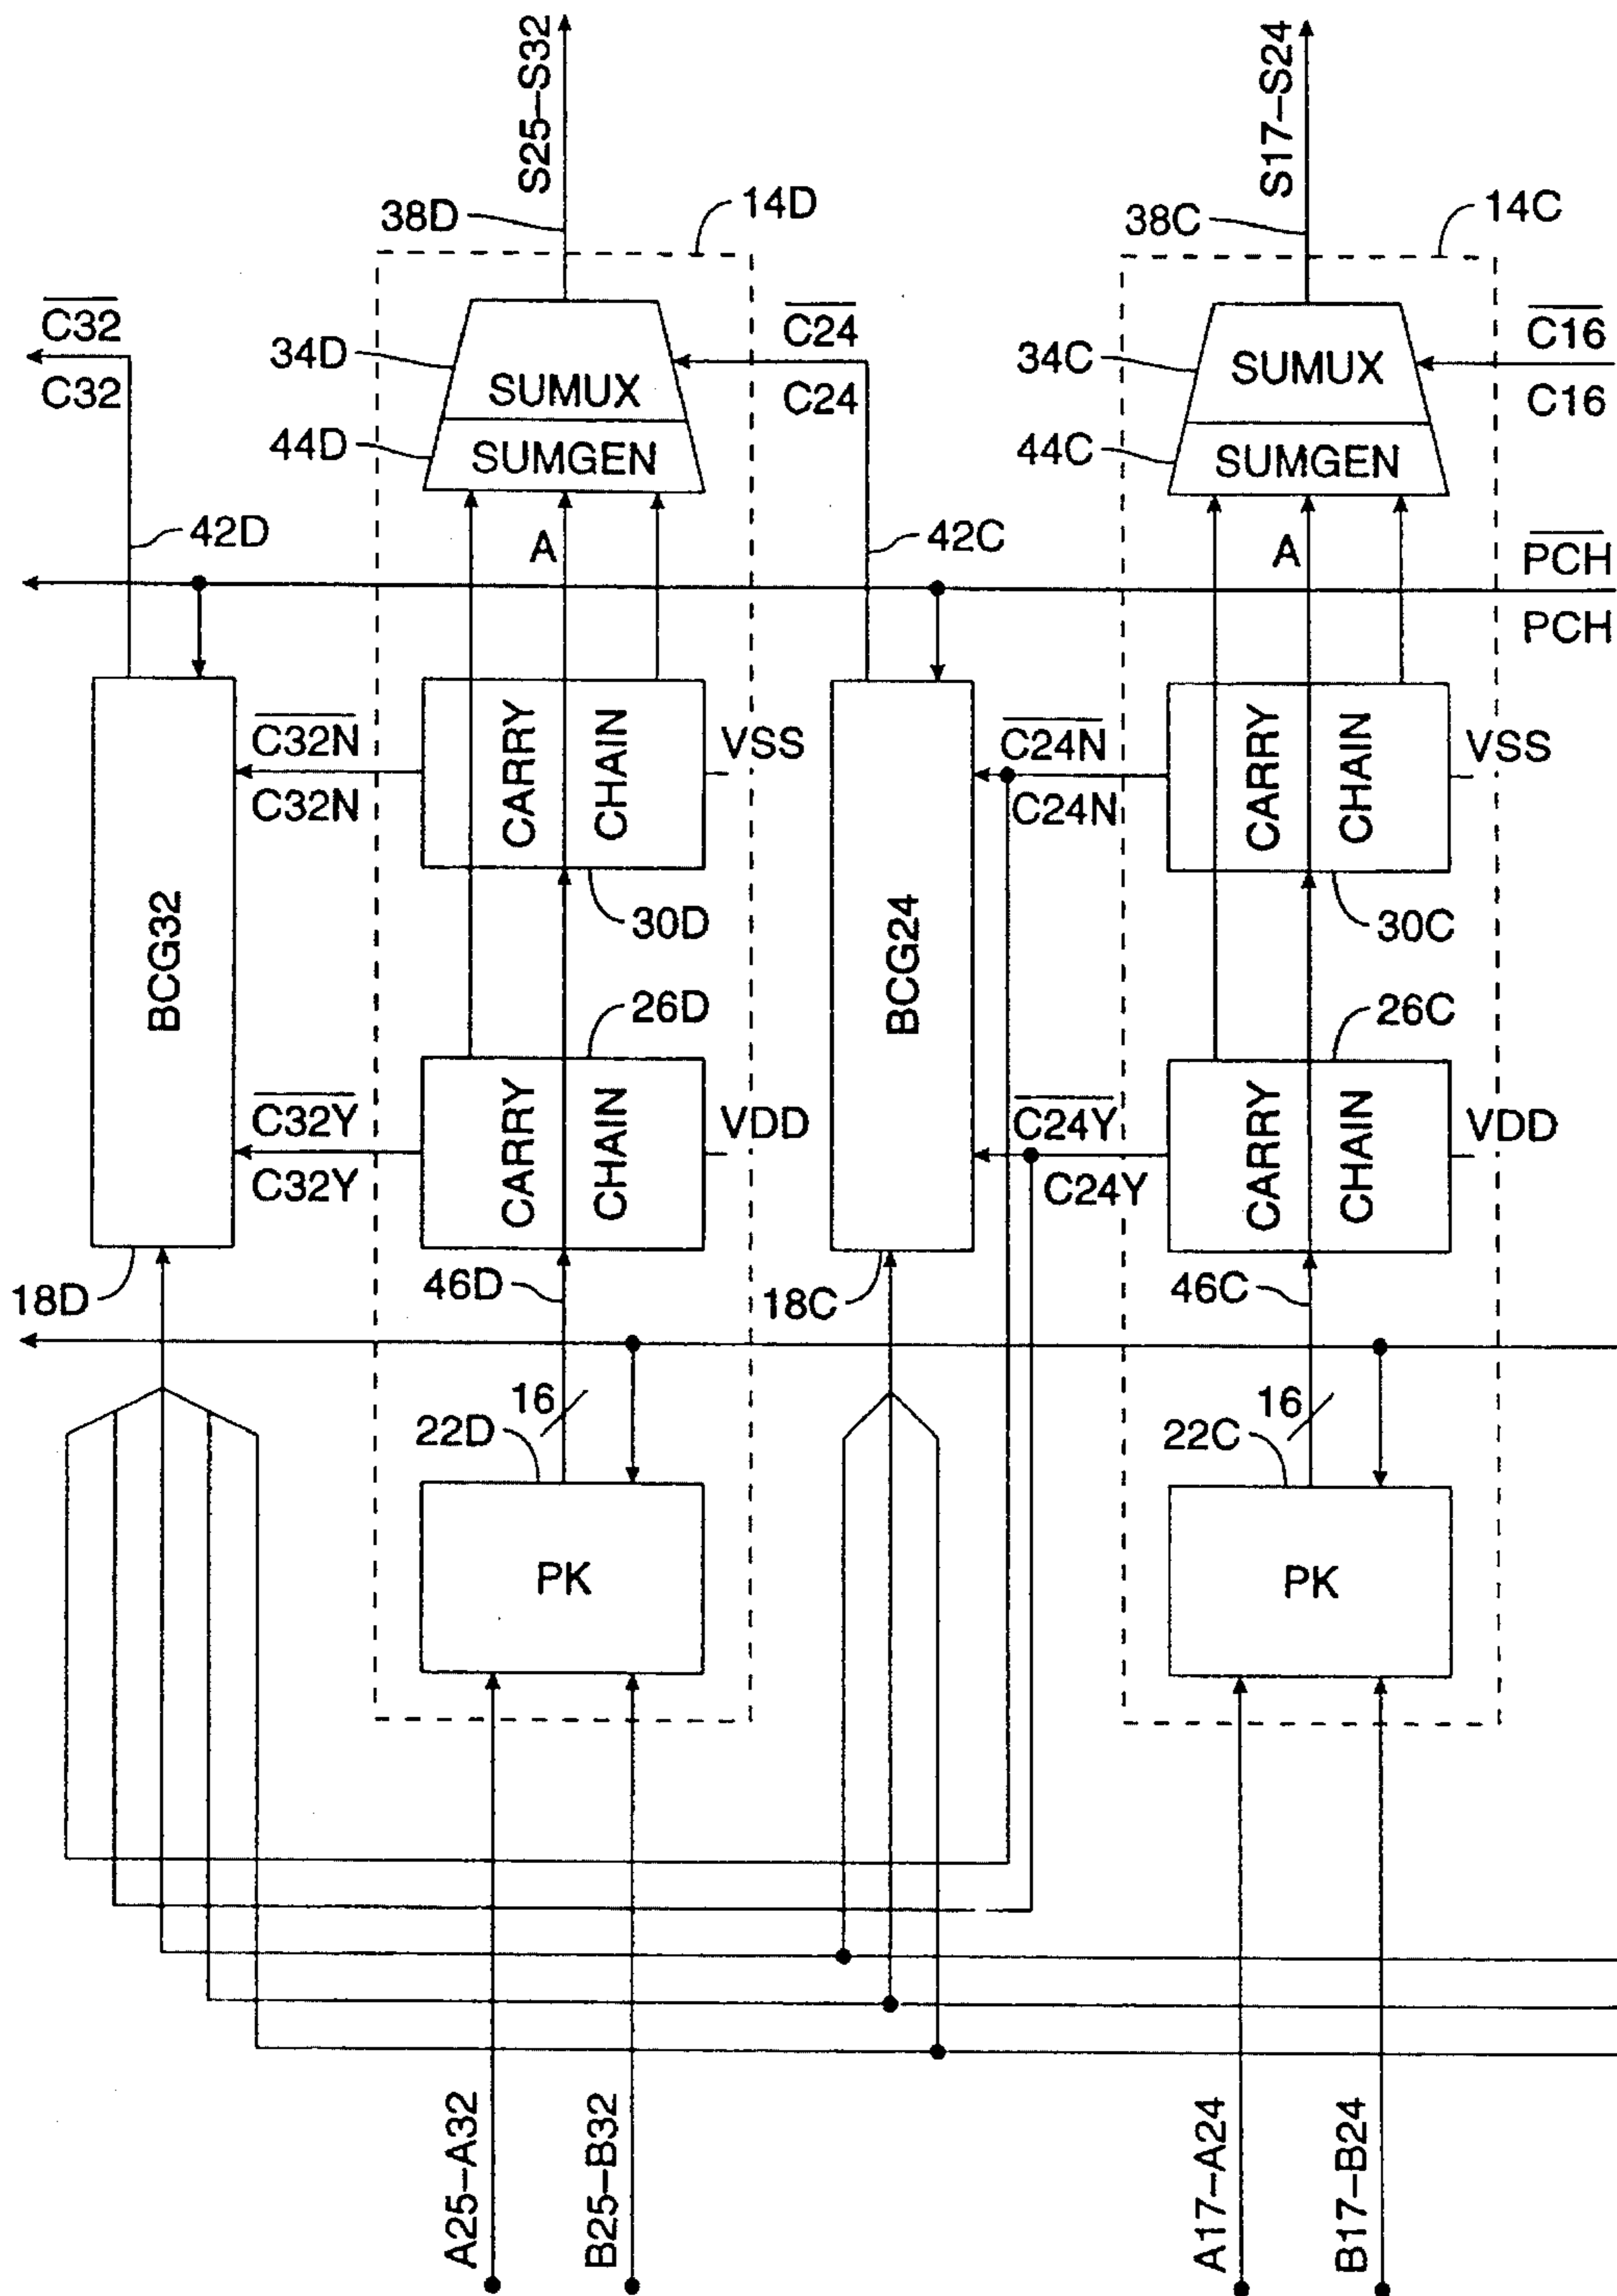 S25–S32
S17–S24
38D
14D
38C
14C
C32
C32
34D
SUMUX
C24
C24
34C
SUMUX
C16
C16
44D
SUMGEN
44C
SUMGEN
42D
A
42C
A
PCH
PCH
BCG32
C32N
C32N
CARRY
CHAIN
VSS
BCG24
C24N
C24N
CARRY
CHAIN
VSS
30D
30C
26D
26C
C32Y
C32Y
CARRY
CHAIN
VDD
C24Y
C24Y
CARRY
CHAIN
VDD
18D
46D
18C
46C
16
16
22D
22C
PK
PK
A25–A32
B25–B32
A17–A24
B17–B24